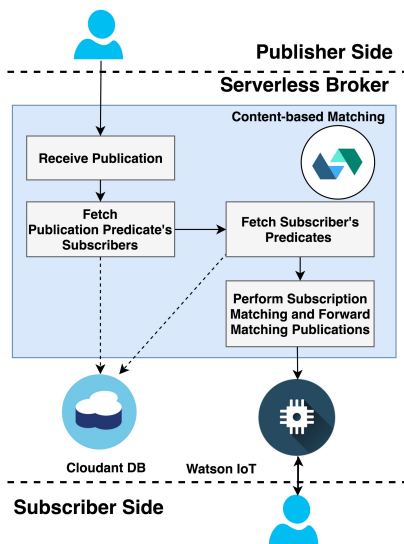 Publisher Side
Serverless Broker
Content-based Matching
Receive Publication
Fetch
Publication Predicate's
Subscribers
Fetch Subscriber's
Predicates
Perform Subscription
Matching and Forward
Matching Publications
Cloudant DB
Watson IoT
Subscriber Side